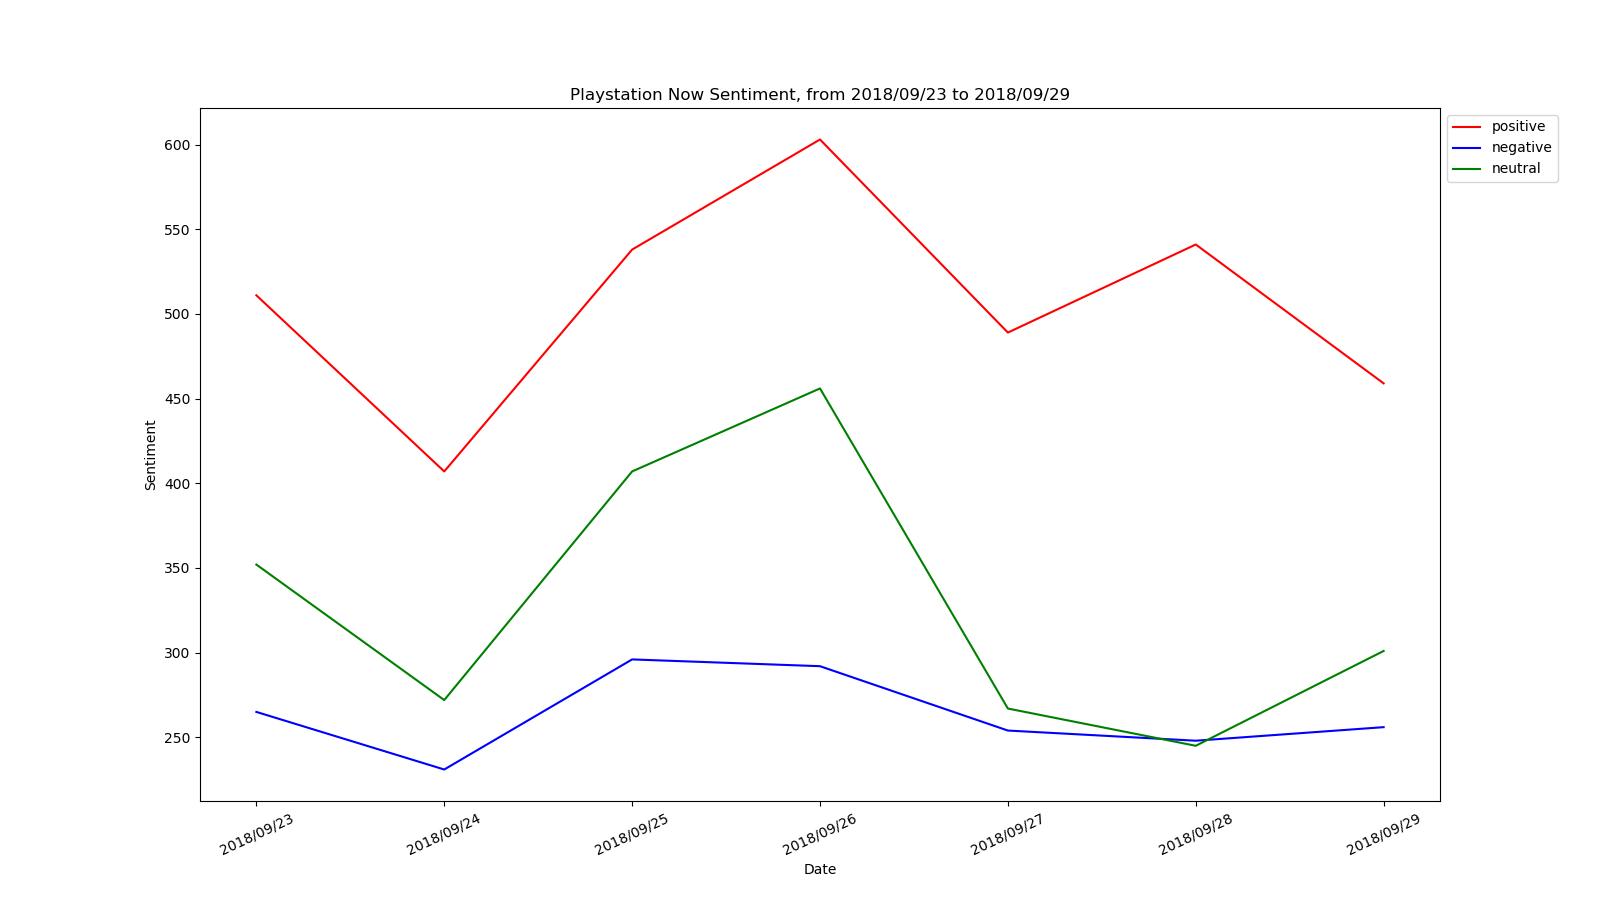 Playstation Now Sentiment, from 2018/09/23 to 2018/09/29
positive
negative
neutral
600
550
500
450
400
350
300
250
Sentiment
2018/09/23
2018/09/24
2018/09/25
2018/09/26
2018/09/27
2018/09/28
2018/09/29
Date